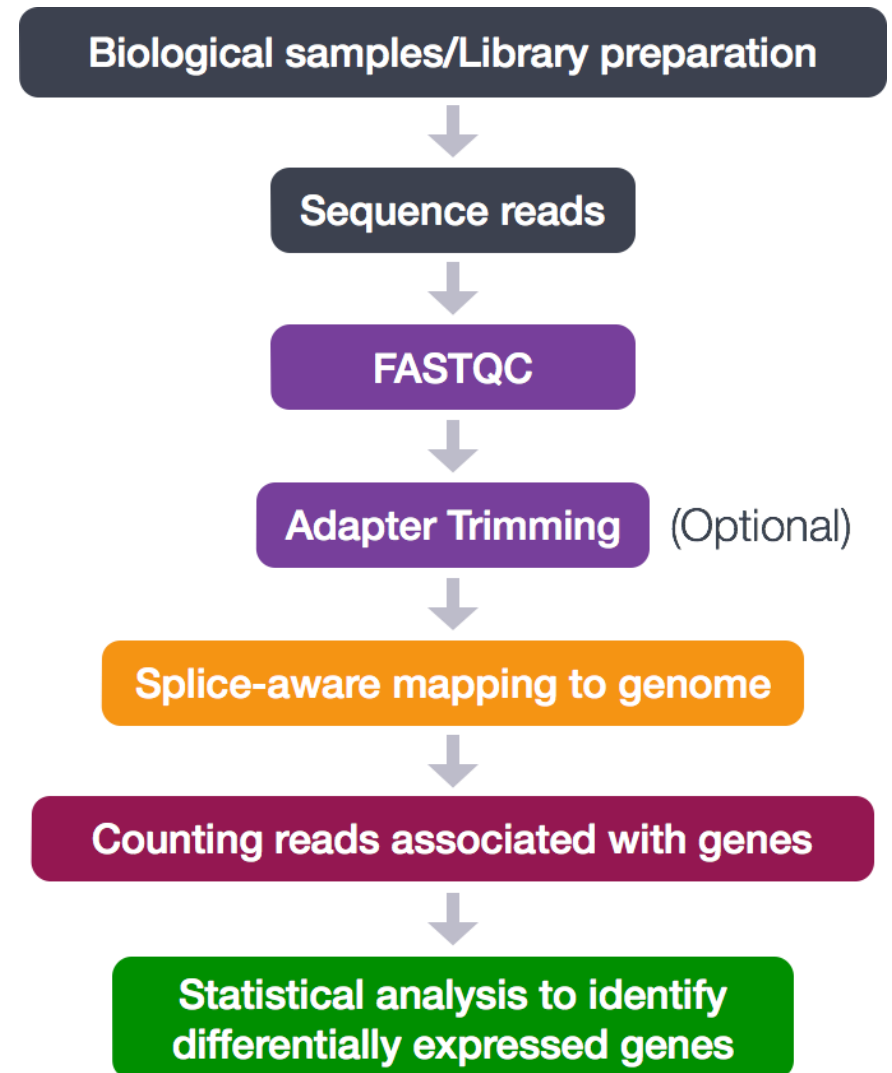 Biological samples/Library preparation
Sequence reads
FASTQC
Adapter Trimming (Optional)
Splice-aware mapping to genome
Counting reads associated with genes
Statistical analysis to identify
differentially expressed genes